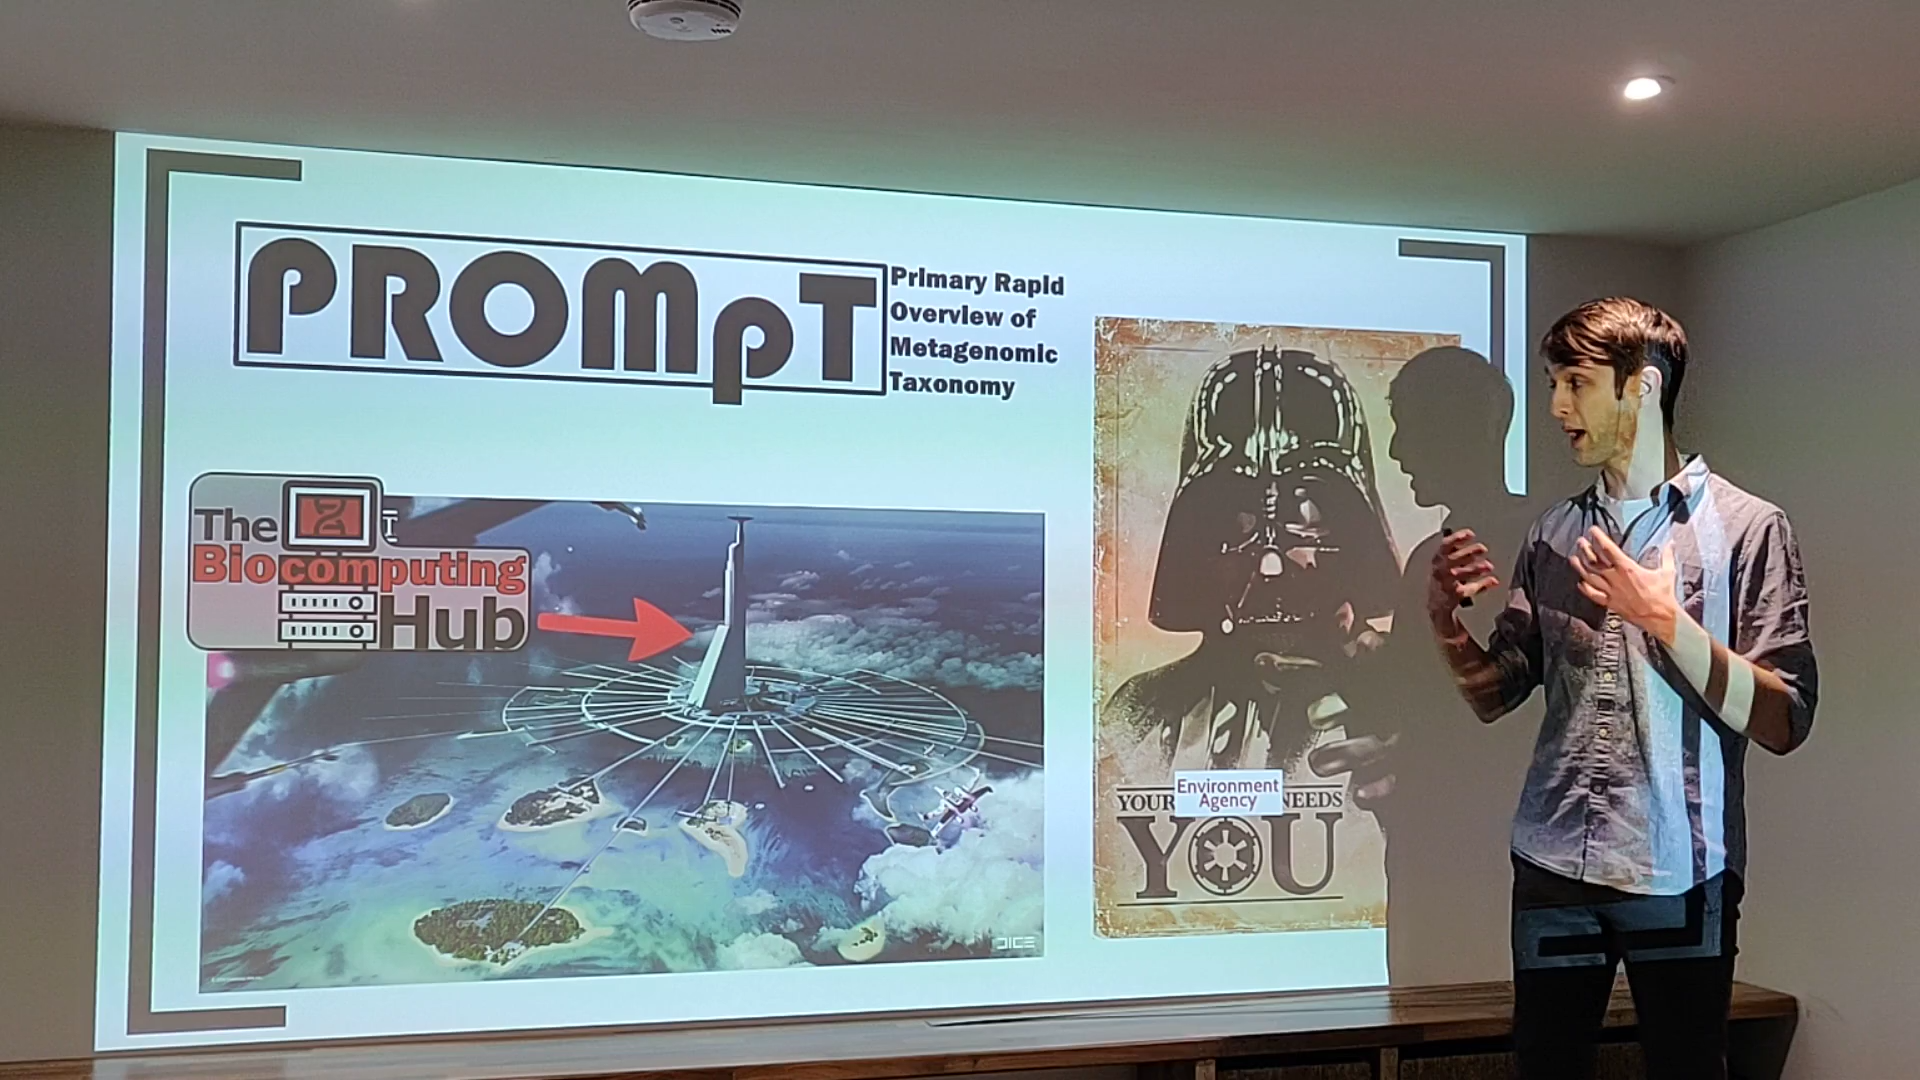 PROMpT
Primary Rapid
Overview of
Metagenomic
Taxonomy
The
Biocomputing
Hub
Environment
Agency
YOUR NEEDS
YOU
DICE